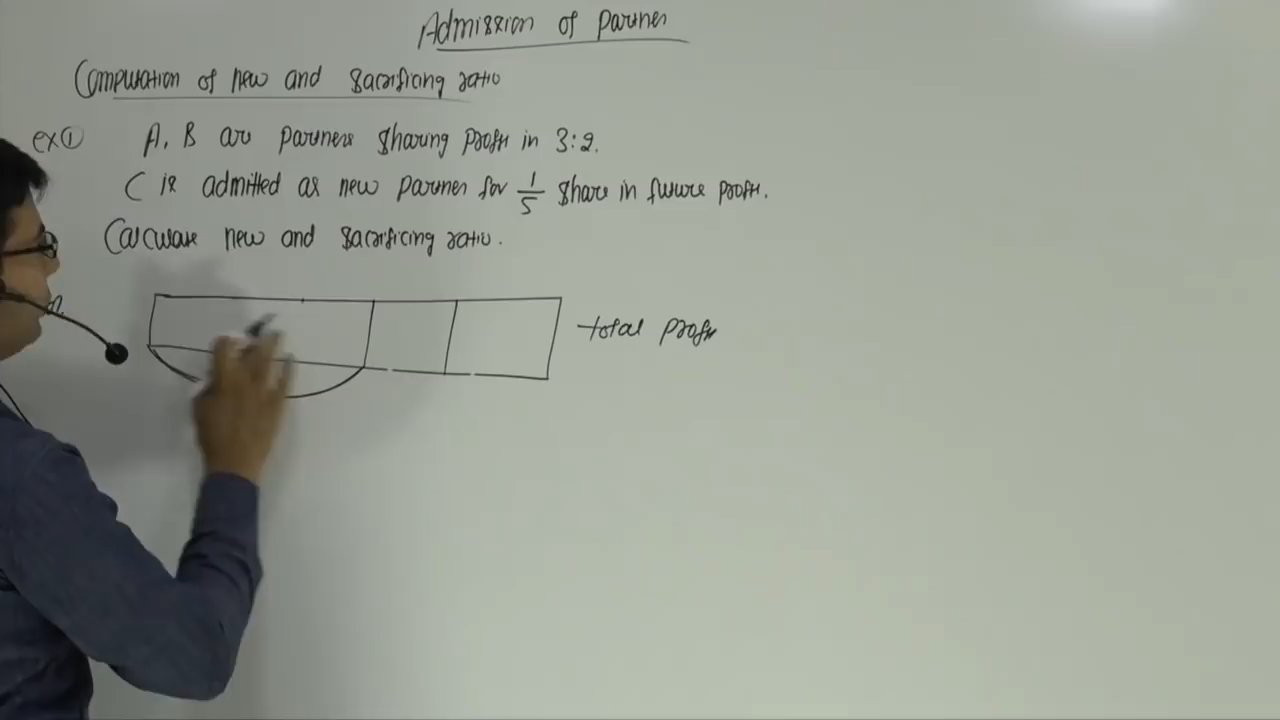 Admission of Partner
Computation of new and sacrificing ratio
ex① A, B are partners sharing profit in 3:2.
C is admitted as new partner for 1/5 share in future profit.
Calculate new and sacrificing ratio.
total profit